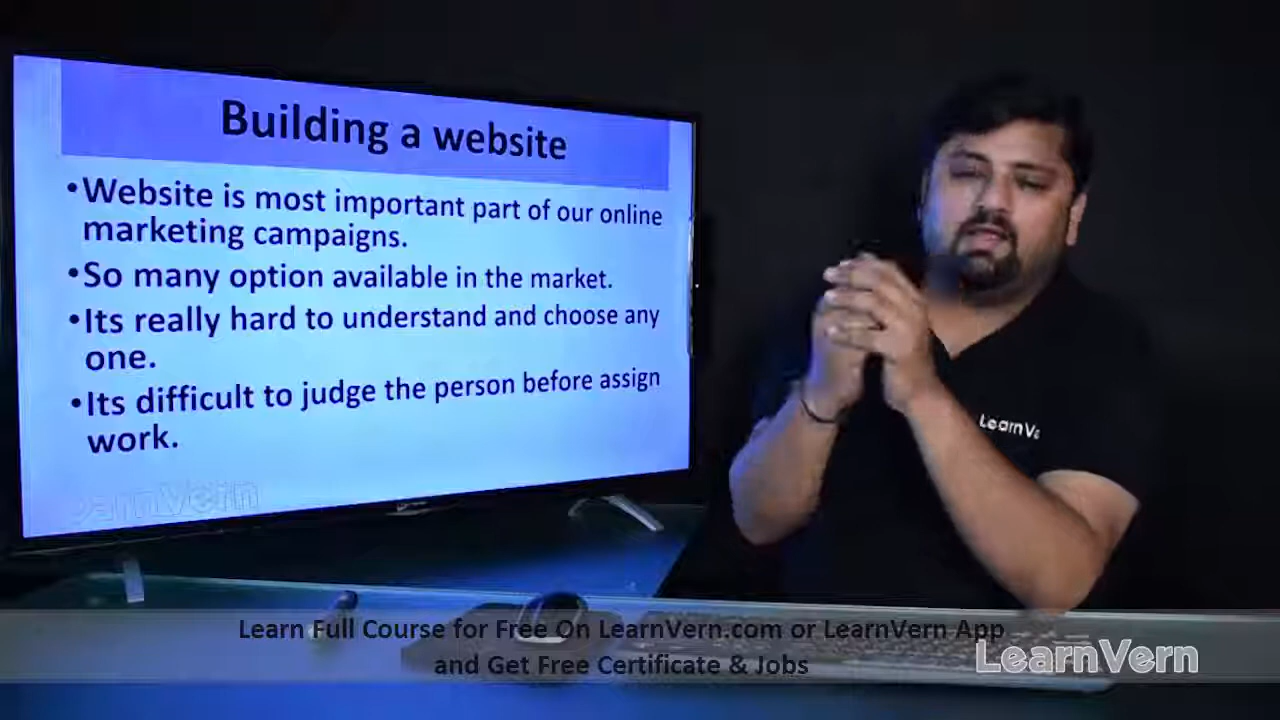 Building a website
•Website is most important part of our online
marketing campaigns.
•So many option available in the market.
•Its really hard to understand and choose any
one.
•Its difficult to judge the person before assign
work.
LearnVern
LearnVe
Learn Full Course for Free On LearnVern.com or LearnVern App
and Get Free Certificate & Jobs
LearnVern